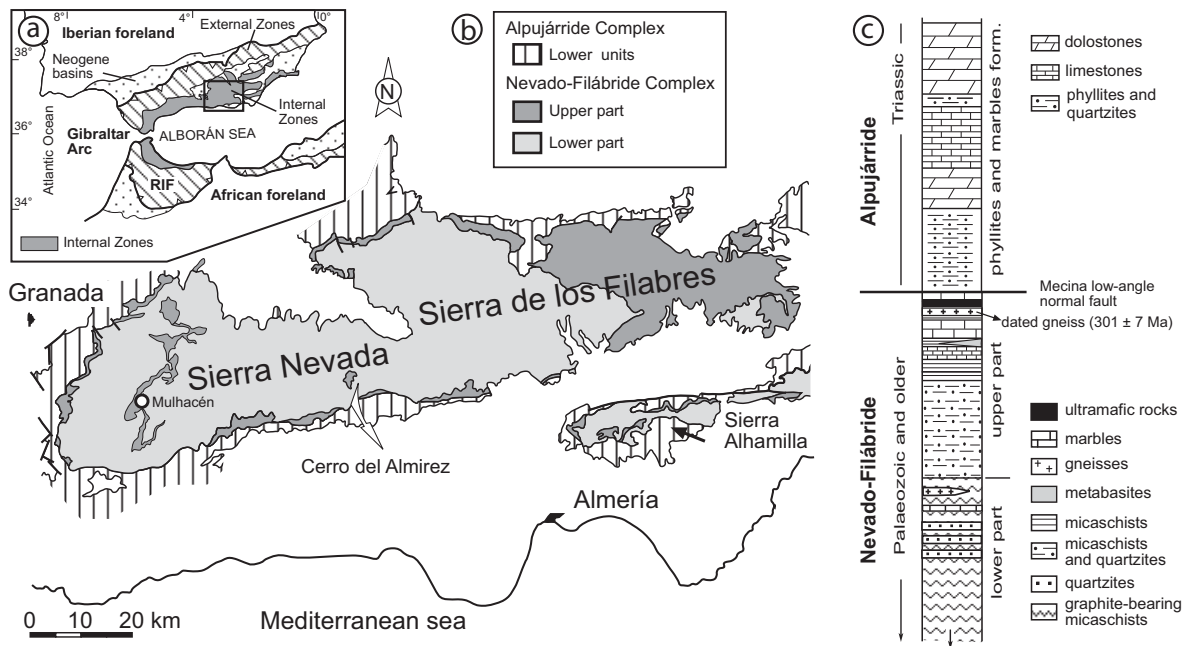 a
8°
4°
0°
38°
36°
34°
Iberian foreland
External Zones
Neogene
basins
Internal
Zones
Gibraltar
Arc
ALBORÁN SEA
Atlantic Ocean
RIF
African foreland
Internal Zones
b
Alpujárride Complex
Lower units
Nevado-Filábride Complex
Upper part
Lower part
N
Granada
Sierra de los Filabres
Sierra Nevada
Mulhacén
Cerro del Almirez
Sierra
Alhamilla
Almería
Mediterranean sea
0 10 20 km
c
Alpujárride
Triassic
phyllites and marbles form.
dolostones
limestones
phyllites and
quartzites
Mecina low-angle
normal fault
dated gneiss (301 ± 7 Ma)
Nevado-Filábride
Palaeozoic and older
upper part
lower part
ultramafic rocks
marbles
gneisses
metabasites
micaschists
micaschists
and quartzites
quartzites
graphite-bearing
micaschists